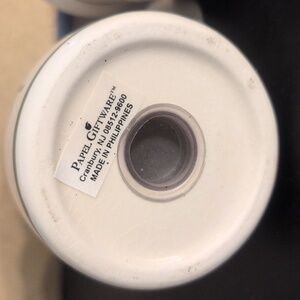 PAPEL GIFTWARE™
Cranbury, NJ 08512-9600
MADE IN PHILIPPINES